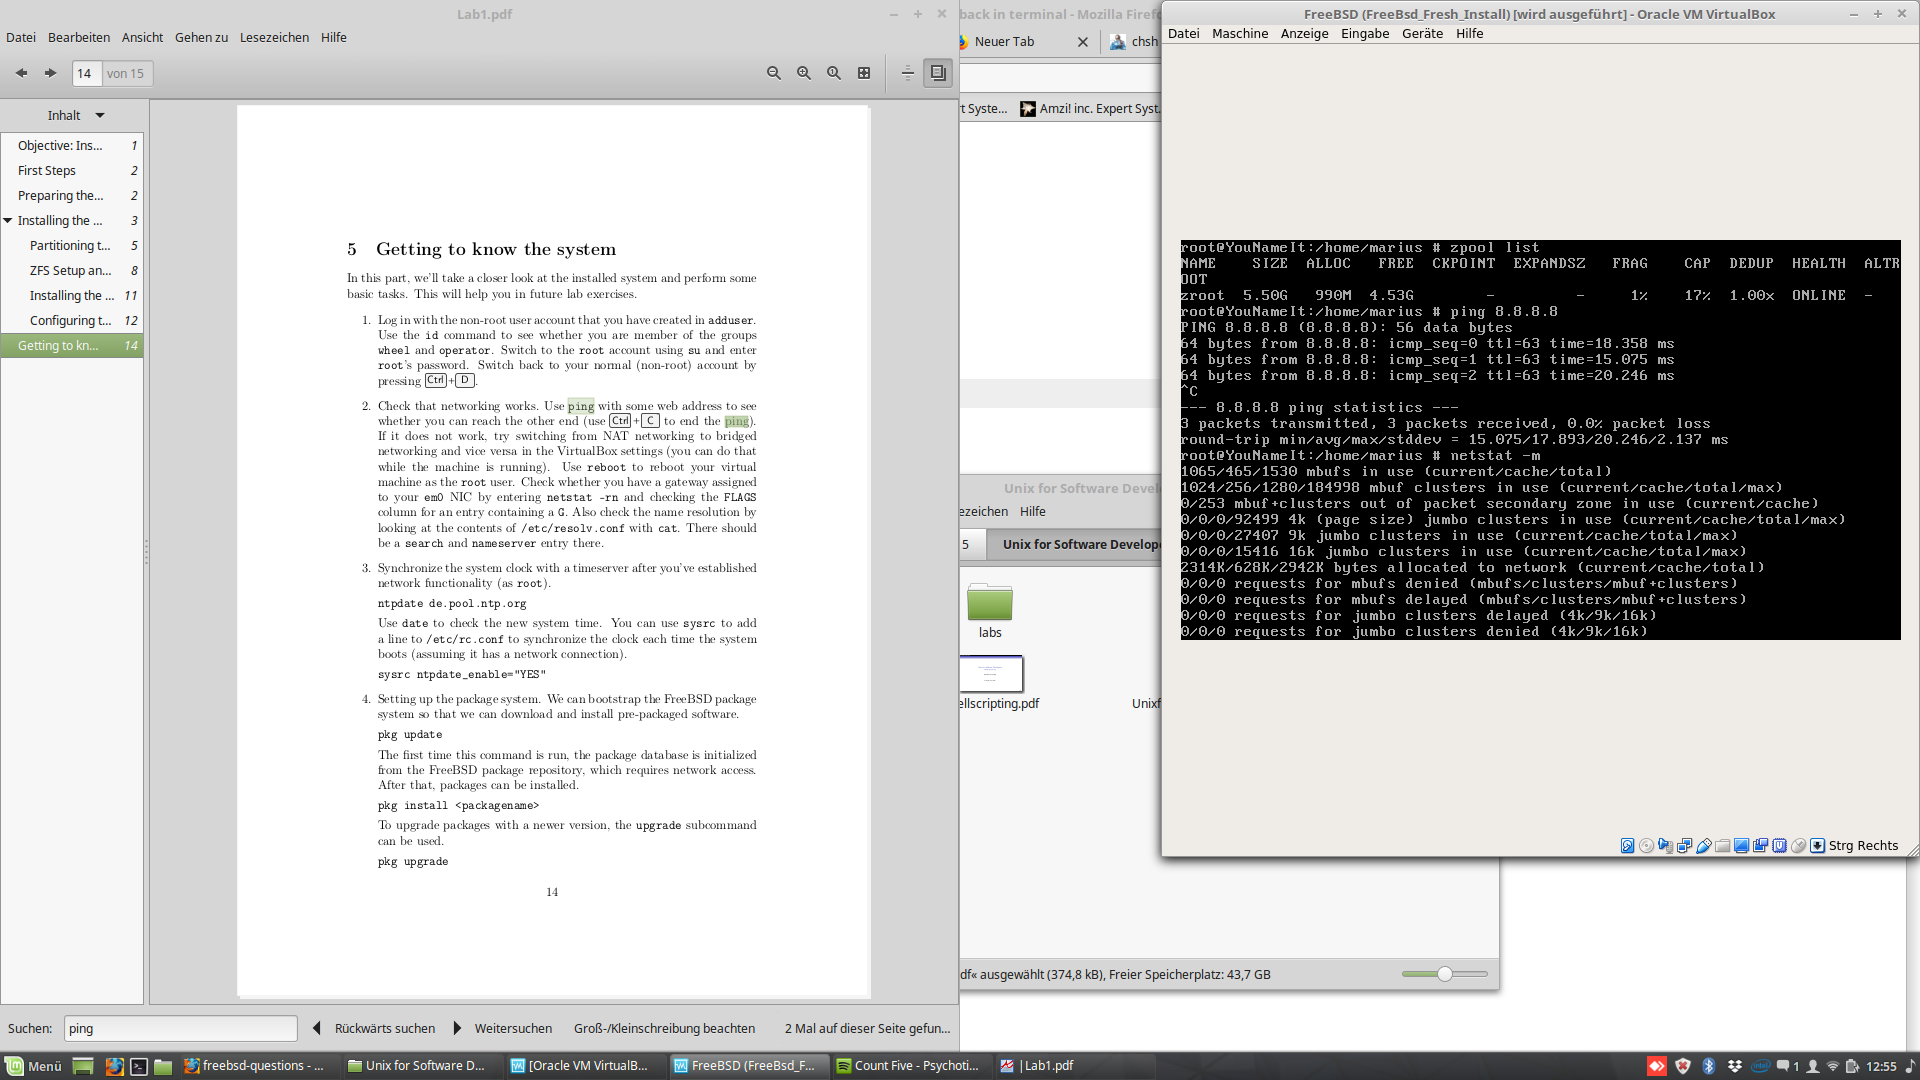 Lab1.pdf
Datei Bearbeiten Ansicht Gehen zu Lesezeichen Hilfe
14 von 15
Inhalt
Objective: Ins... 1
First Steps 2
Preparing the... 2
Installing the ... 3
Partitioning t... 5
ZFS Setup an... 8
Installing the ... 11
Configuring t... 12
Getting to kn... 14
5 Getting to know the system
In this part, we'll take a closer look at the installed system and perform some
basic tasks. This will help you in future lab exercises.
1. Log in with the non-root user account that you have created in adduser.
Use the id command to see whether you are member of the groups
wheel and operator. Switch to the root account using su and enter
root's password. Switch back to your normal (non-root) account by
pressing Ctrl+D.
2. Check that networking works. Use ping with some web address to see
whether you can reach the other end (use Ctrl+C to end the ping).
If it does not work, try switching from NAT networking to bridged
networking and vice versa in the VirtualBox settings (you can do that
while the machine is running). Use reboot to reboot your virtual
machine as the root user. Check whether you have a gateway assigned
to your em0 NIC by entering netstat -rn and checking the FLAGS
column for an entry containing a G. Also check the name resolution by
looking at the contents of /etc/resolv.conf with cat. There should
be a search and nameserver entry there.
3. Synchronize the system clock with a timeserver after you've established
network functionality (as root).
ntpdate de.pool.ntp.org
Use date to check the new system time. You can use sysrc to add
a line to /etc/rc.conf to synchronize the clock each time the system
boots (assuming it has a network connection).
sysrc ntpdate_enable="YES"
4. Setting up the package system. We can bootstrap the FreeBSD package
system so that we can download and install pre-packaged software.
pkg update
The first time this command is run, the package database is initialized
from the FreeBSD package repository, which requires network access.
After that, packages can be installed.
pkg install <packagename>
To upgrade packages with a newer version, the upgrade subcommand
can be used.
pkg upgrade
14
Suchen: ping Rückwärts suchen Weitersuchen Groß-/Kleinschreibung beachten 2 Mal auf dieser Seite gefun...
back in terminal - Mozilla Firefo
Neuer Tab chsh
rt Syste... Amzi! inc. Expert Syst.
Unix for Software Develo
ezeichen Hilfe
5 Unix for Software Develope
labs
ellscripting.pdf Unixf
df« ausgewählt (374,8 kB), Freier Speicherplatz: 43,7 GB
FreeBSD (FreeBsd_Fresh_Install) [wird ausgeführt] - Oracle VM VirtualBox
Datei Maschine Anzeige Eingabe Geräte Hilfe
root@YouNameIt:/home/marius # zpool list
NAME SIZE ALLOC FREE CKPOINT EXPANDSZ FRAG CAP DEDUP HEALTH ALTR
OOT
zroot 5.50G 990M 4.53G - - 1% 17% 1.00x ONLINE -
root@YouNameIt:/home/marius # ping 8.8.8.8
PING 8.8.8.8 (8.8.8.8): 56 data bytes
64 bytes from 8.8.8.8: icmp_seq=0 ttl=63 time=18.358 ms
64 bytes from 8.8.8.8: icmp_seq=1 ttl=63 time=15.075 ms
64 bytes from 8.8.8.8: icmp_seq=2 ttl=63 time=20.246 ms
^C
--- 8.8.8.8 ping statistics ---
3 packets transmitted, 3 packets received, 0.0% packet loss
round-trip min/avg/max/stddev = 15.075/17.893/20.246/2.137 ms
root@YouNameIt:/home/marius # netstat -m
1065/465/1530 mbufs in use (current/cache/total)
1024/256/1280/184998 mbuf clusters in use (current/cache/total/max)
0/253 mbuf+clusters out of packet secondary zone in use (current/cache)
0/0/0/92499 4k (page size) jumbo clusters in use (current/cache/total/max)
0/0/0/27407 9k jumbo clusters in use (current/cache/total/max)
0/0/0/15416 16k jumbo clusters in use (current/cache/total/max)
2314K/628K/2942K bytes allocated to network (current/cache/total)
0/0/0 requests for mbufs denied (mbufs/clusters/mbuf+clusters)
0/0/0 requests for mbufs delayed (mbufs/clusters/mbuf+clusters)
0/0/0 requests for jumbo clusters delayed (4k/9k/16k)
0/0/0 requests for jumbo clusters denied (4k/9k/16k)
Strg Rechts
Menü freebsd-questions - ... Unix for Software D... [Oracle VM VirtualB... FreeBSD (FreeBsd_F... Count Five - Psychoti... |Lab1.pdf 1 12:55